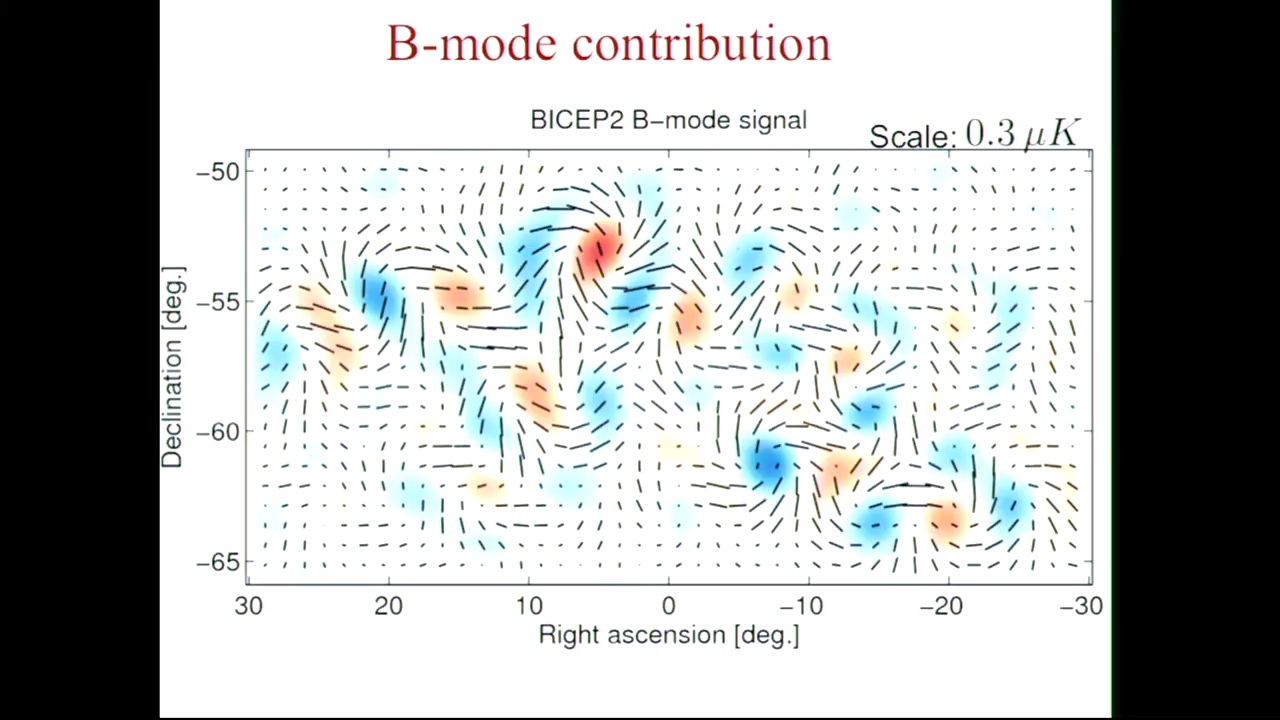 B-mode contribution
BICEP2 B−mode signal
Scale: 0.3 μK
−50
−55
−60
−65
Declination [deg.]
30 20 10 0 −10 −20 −30
Right ascension [deg.]